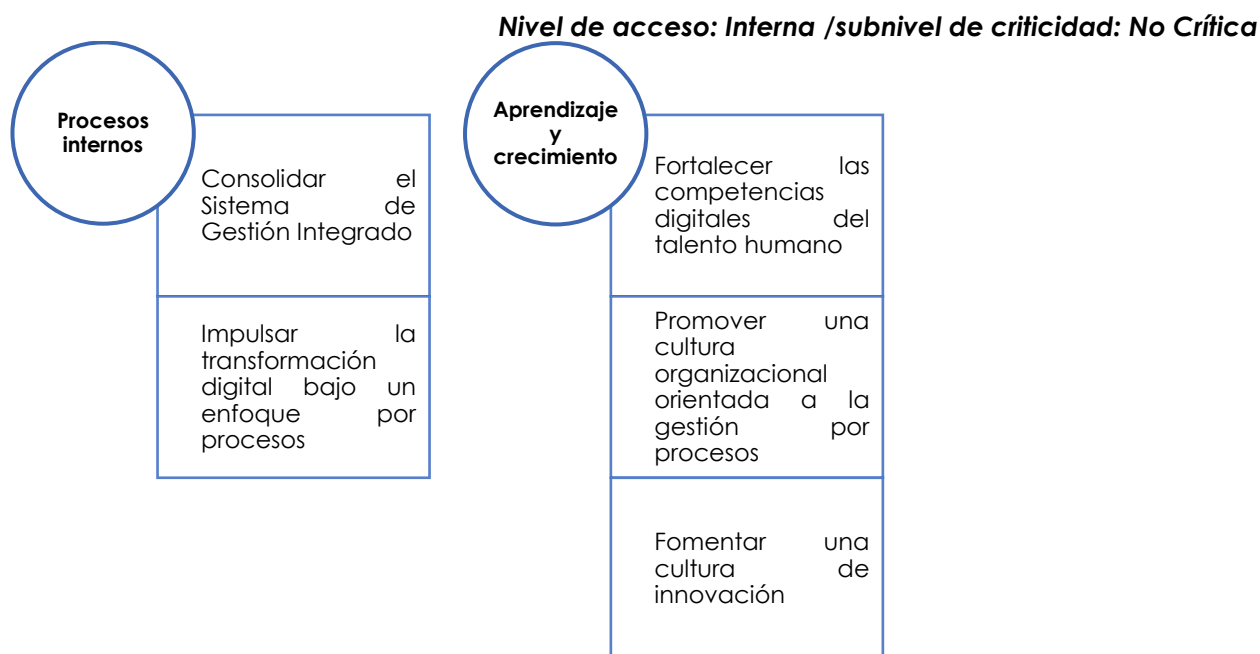 Nivel de acceso: Interna /subnivel de criticidad: No Crítica
Procesos
internos
Consolidar el
Sistema de
Gestión Integrado
Impulsar la
transformación
digital bajo un
enfoque por
procesos
Aprendizaje
y
crecimiento
Fortalecer las
competencias
digitales del
talento humano
Promover una
cultura
organizacional
orientada a la
gestión por
procesos
Fomentar una
cultura de
innovación